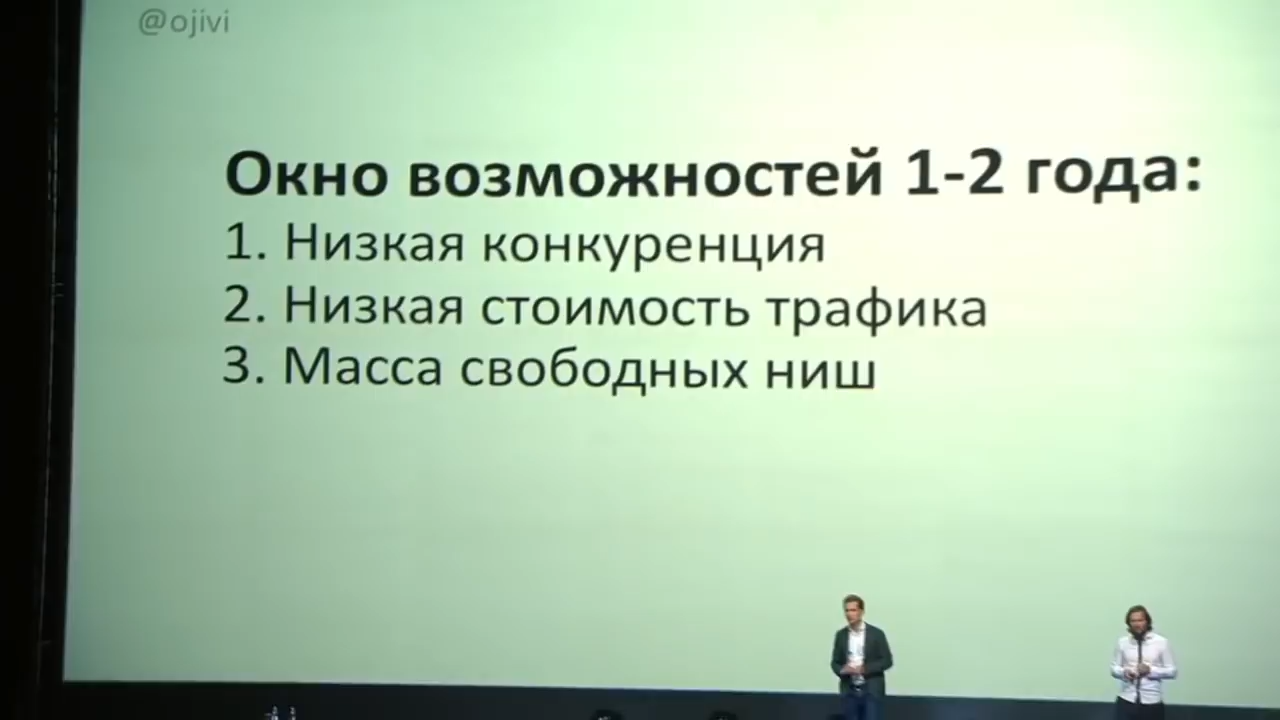 @ojivi
Окно возможностей 1-2 года:
1. Низкая конкуренция
2. Низкая стоимость трафика
3. Масса свободных ниш